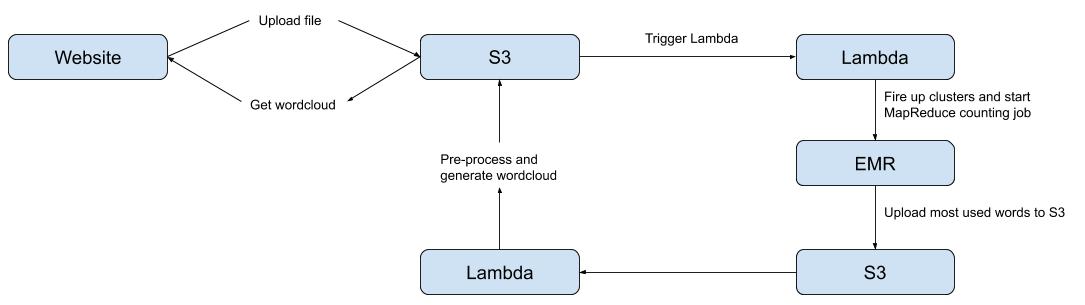 Upload file
Website
S3
Trigger Lambda
Lambda
Get wordcloud
Fire up clusters and start
MapReduce counting job
Pre-process and
generate wordcloud
EMR
Upload most used words to S3
Lambda
S3